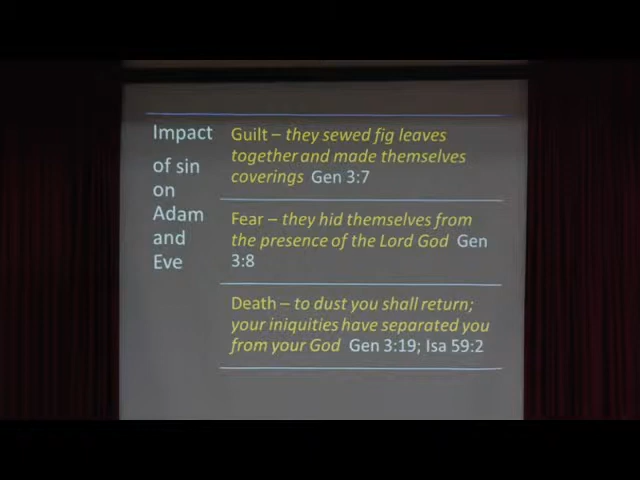 Impact
of sin
on
Adam
and
Eve
Guilt – they sewed fig leaves
together and made themselves
coverings Gen 3:7
Fear – they hid themselves from
the presence of the Lord God Gen
3:8
Death – to dust you shall return;
your iniquities have separated you
from your God Gen 3:19; Isa 59:2